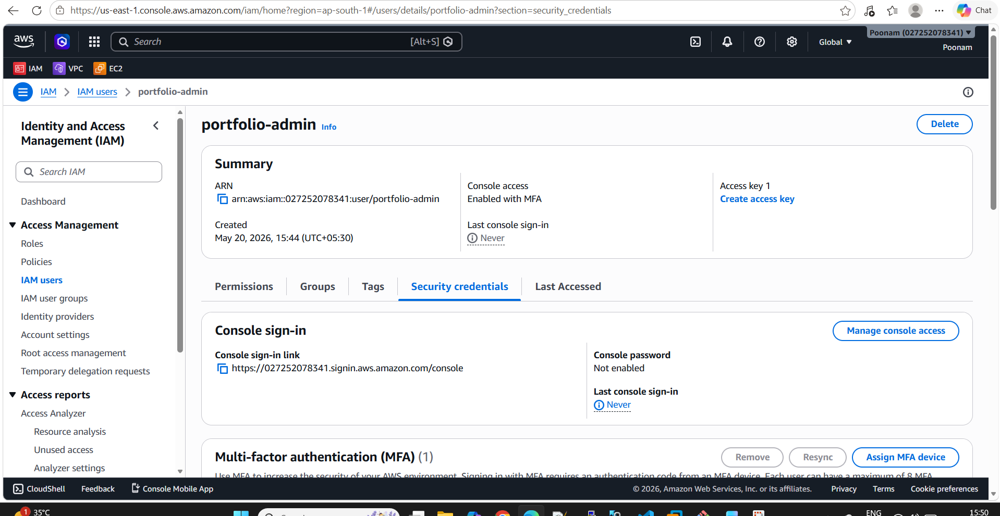 https://us-east-1.console.aws.amazon.com/iam/home?region=ap-south-1#/users/details/portfolio-admin?section=security_credentials
Chat
aws
Search
[Alt+S]
Global
Poonam (027252078341)
Poonam
IAM
VPC
EC2
IAM
IAM users
portfolio-admin
Identity and Access
Management (IAM)
Search IAM
Dashboard
Access Management
Roles
Policies
IAM users
IAM user groups
Identity providers
Account settings
Root access management
Temporary delegation requests
Access reports
Access Analyzer
Resource analysis
Unused access
Analyzer settings
portfolio-admin Info
Delete
Summary
ARN
arn:aws:iam::027252078341:user/portfolio-admin
Created
May 20, 2026, 15:44 (UTC+05:30)
Console access
Enabled with MFA
Last console sign-in
Never
Access key 1
Create access key
Permissions
Groups
Tags
Security credentials
Last Accessed
Console sign-in
Manage console access
Console sign-in link
https://027252078341.signin.aws.amazon.com/console
Console password
Not enabled
Last console sign-in
Never
Multi-factor authentication (MFA) (1)
Remove
Resync
Assign MFA device
Use MFA to increase the security of your AWS environment. Signing in with MFA requires an authentication code from an MFA device. Each user can have a maximum of 8 MFA
CloudShell
Feedback
Console Mobile App
© 2026, Amazon Web Services, Inc. or its affiliates.
Privacy
Terms
Cookie preferences
1
35°C
ENG
15:50